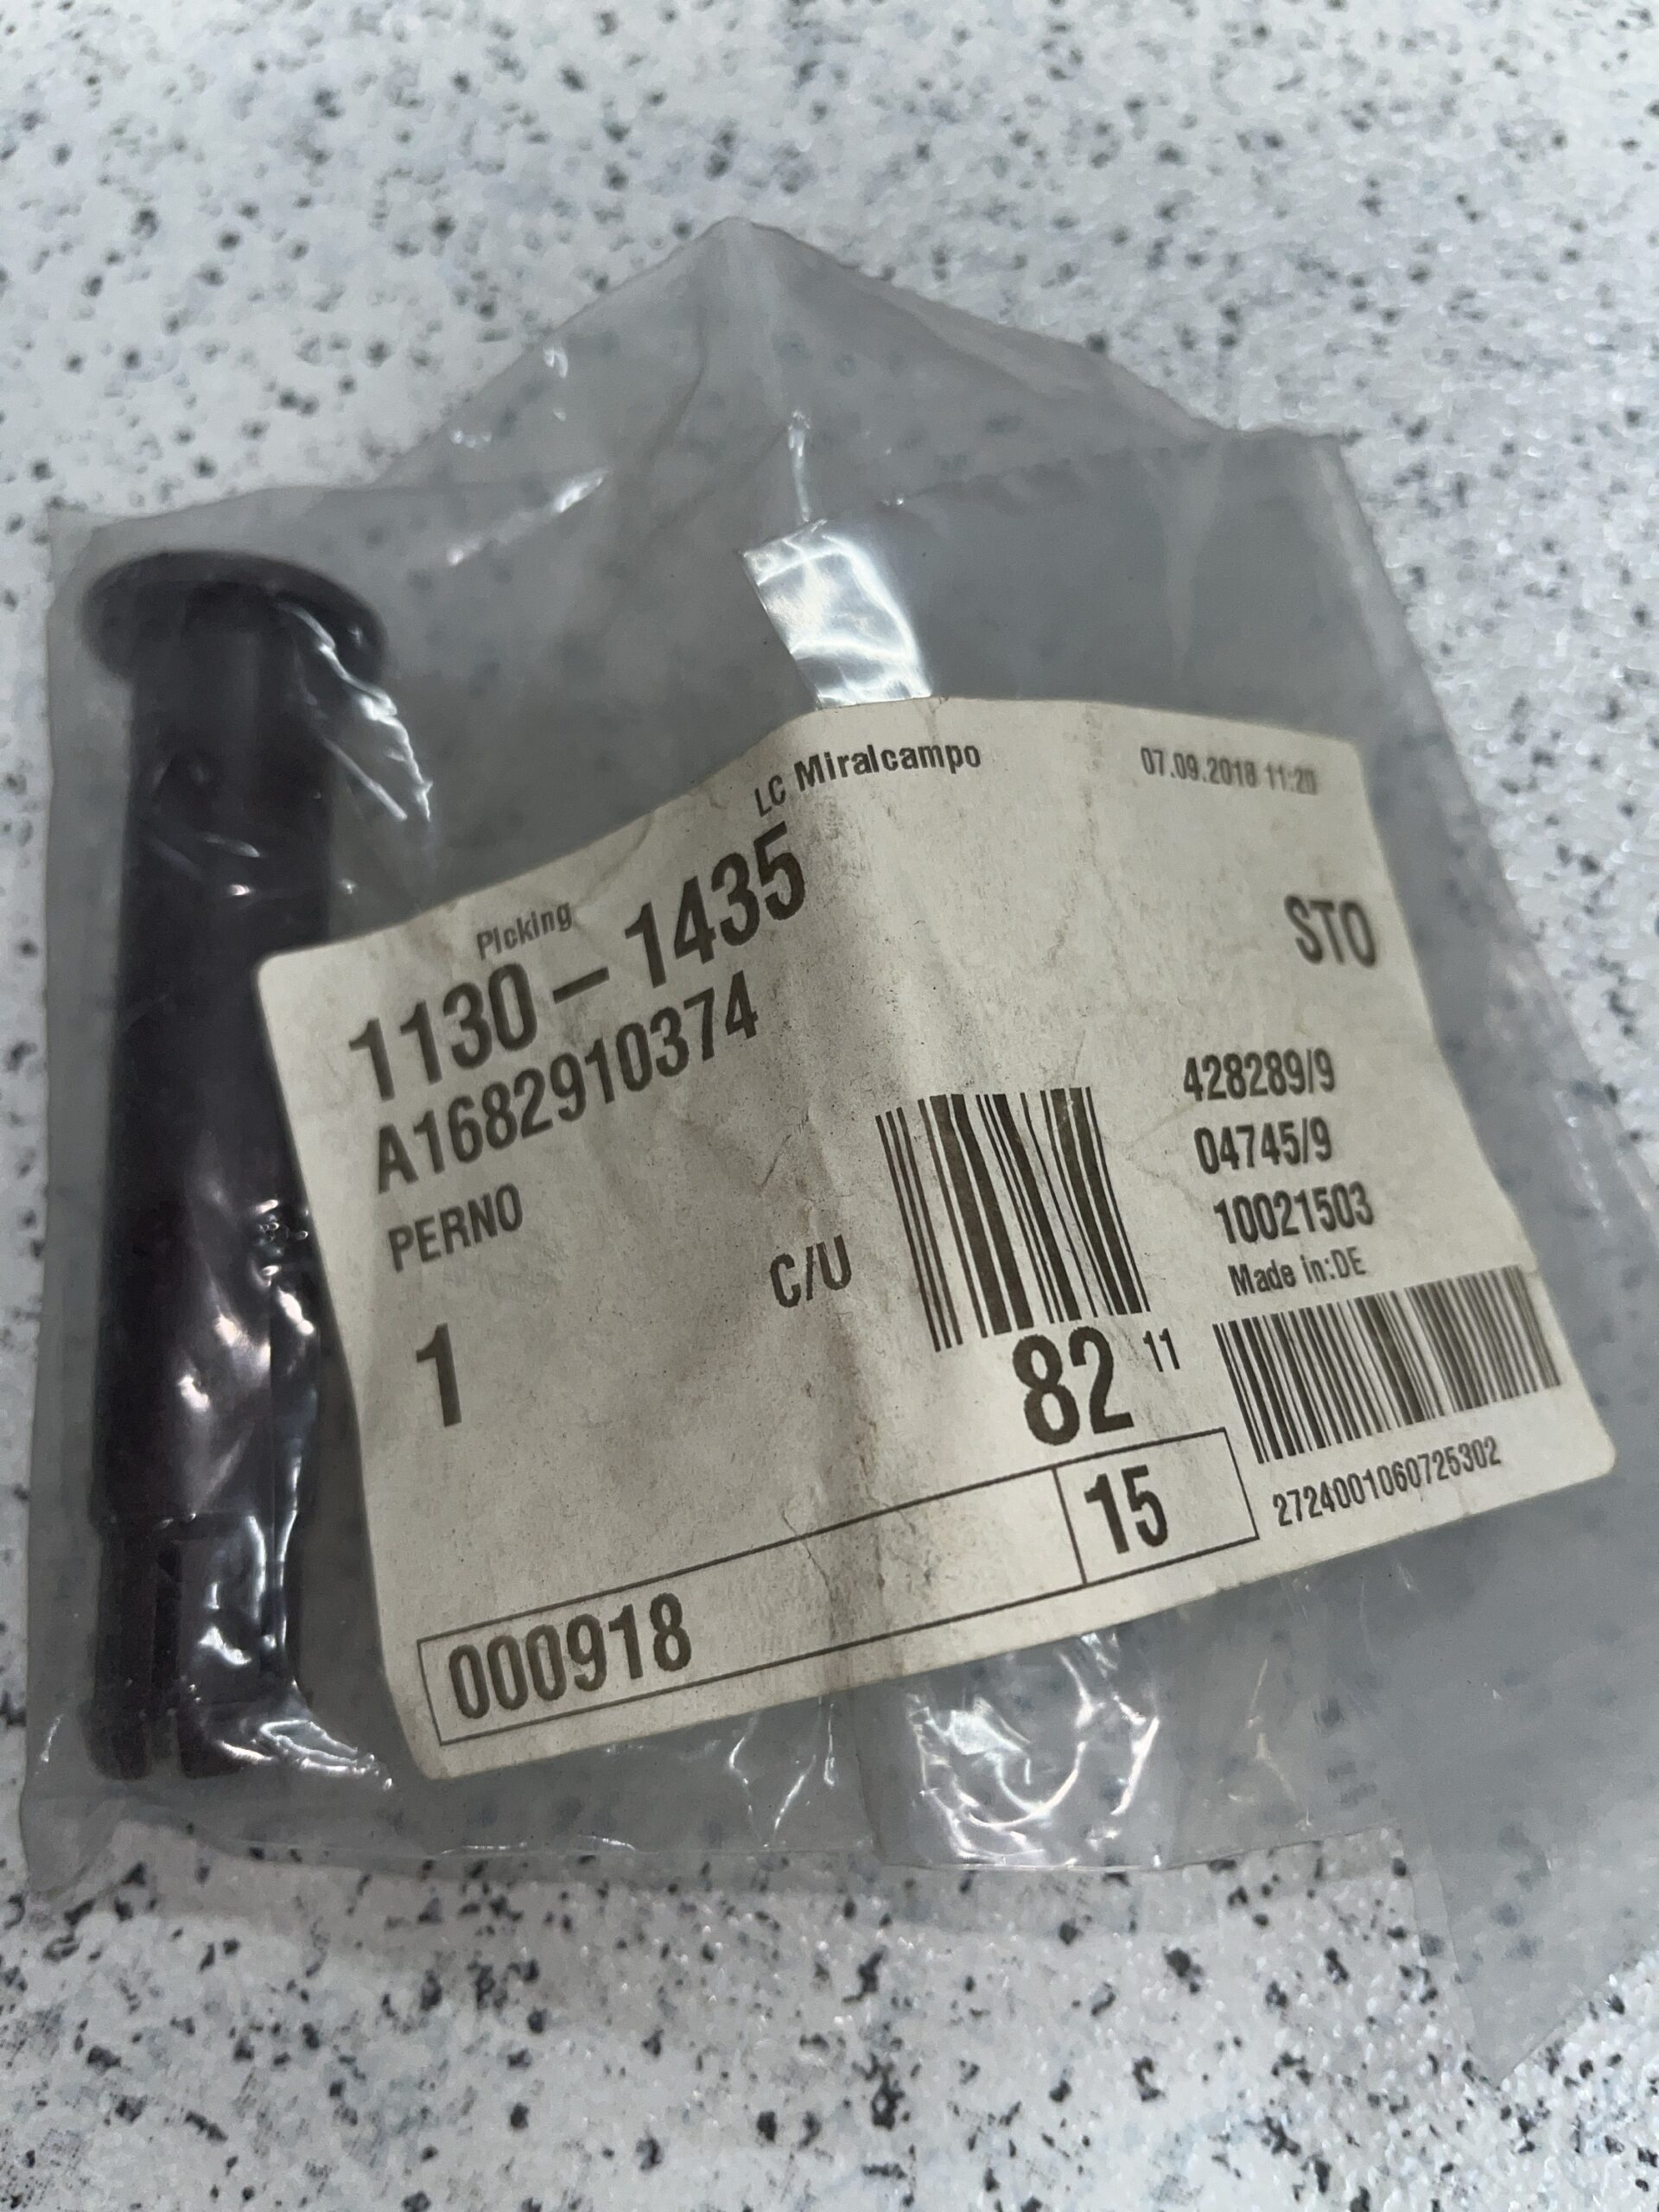 LC Miralcampo
07.09.2018 11:20
Picking
1130-1435
STO
A1682910374
428289/9
PERNO
04745/9
C/U
10021503
Made in:DE
1
82 11
15
2724001060725302
000918